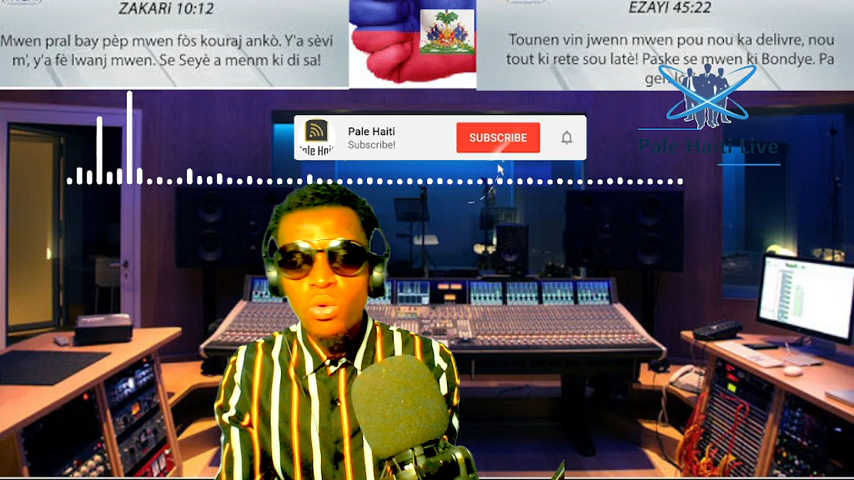 ZAKARi 10:12
Mwen pral bay pèp mwen fòs kouraj ankò. Y'a sèvi
m', y'a fè lwanj mwen. Se Seyè a menm ki di sa!
EZAYI 45:22
Tounen vin jwenn mwen pou nou ka delivre, nou
tout ki rete sou latè! Paske se mwen ki Bondye. Pa
Pale Haiti
Subscribe!
SUBSCRIBE
Pale Haiti Live